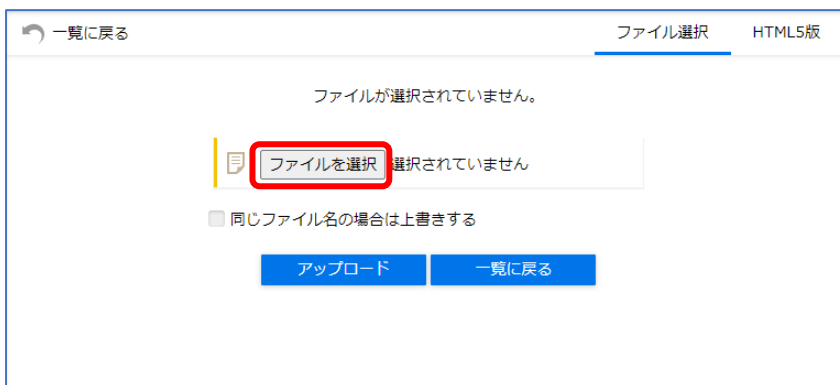 一覧に戻る ファイル選択 HTML5版
ファイルが選択されていません。
ファイルを選択 選択されていません
同じファイル名の場合は上書きする
アップロード 一覧に戻る